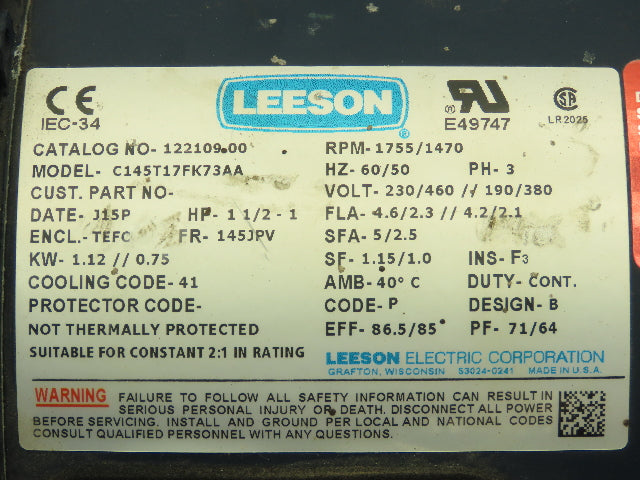 CE
IEC-34
LEESON
®
E49747
LR2025
CATALOG NO- 122109.00
RPM- 1755/1470
MODEL- C145T17FK73AA
HZ- 60/50 PH- 3
CUST. PART NO-
VOLT- 230/460 // 190/380
DATE- J15P HP- 1 1/2 - 1
FLA- 4.6/2.3 // 4.2/2.1
ENCL.- TEFC FR- 145JPV
SFA- 5/2.5
KW- 1.12 // 0.75
SF- 1.15/1.0 INS- F3
COOLING CODE- 41
AMB- 40° C DUTY- CONT.
PROTECTOR CODE-
CODE- P DESIGN- B
NOT THERMALLY PROTECTED
EFF- 86.5/85 PF- 71/64
SUITABLE FOR CONSTANT 2:1 IN RATING
LEESON ELECTRIC CORPORATION
GRAFTON, WISCONSIN 53024-0241 MADE IN U.S.A.
WARNING FAILURE TO FOLLOW ALL SAFETY INFORMATION CAN RESULT IN
SERIOUS PERSONAL INJURY OR DEATH. DISCONNECT ALL POWER
BEFORE SERVICING. INSTALL AND GROUND PER LOCAL AND NATIONAL CODES
CONSULT QUALIFIED PERSONNEL WITH ANY QUESTIONS.